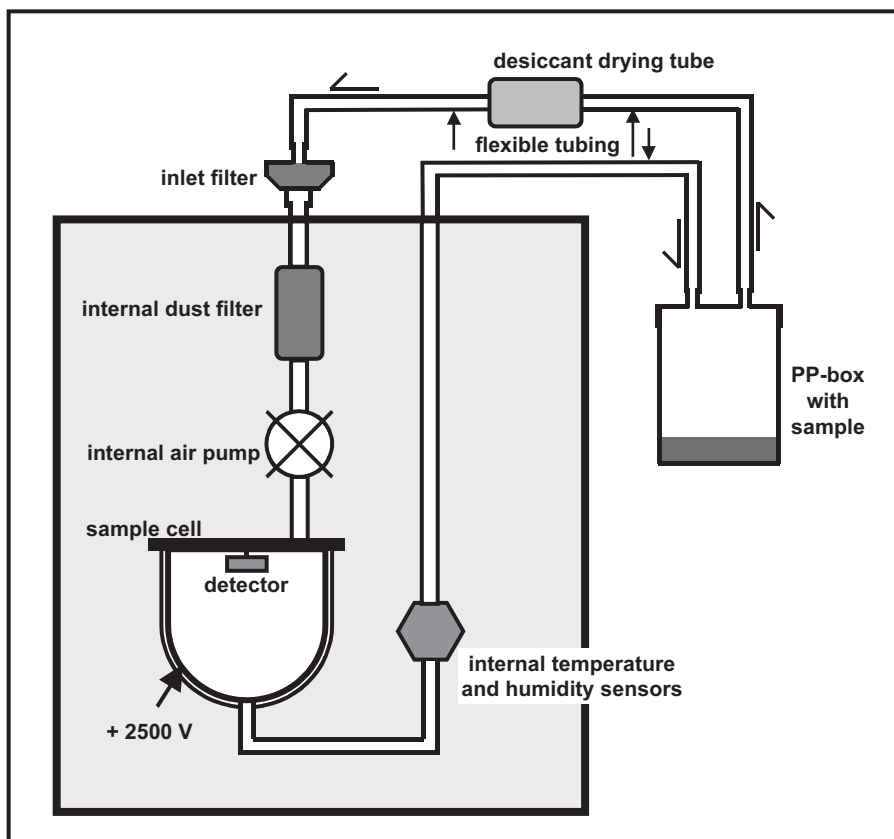 desiccant drying tube
flexible tubing
inlet filter
internal dust filter
PP-box
with
sample
internal air pump
sample cell
detector
internal temperature
and humidity sensors
+ 2500 V